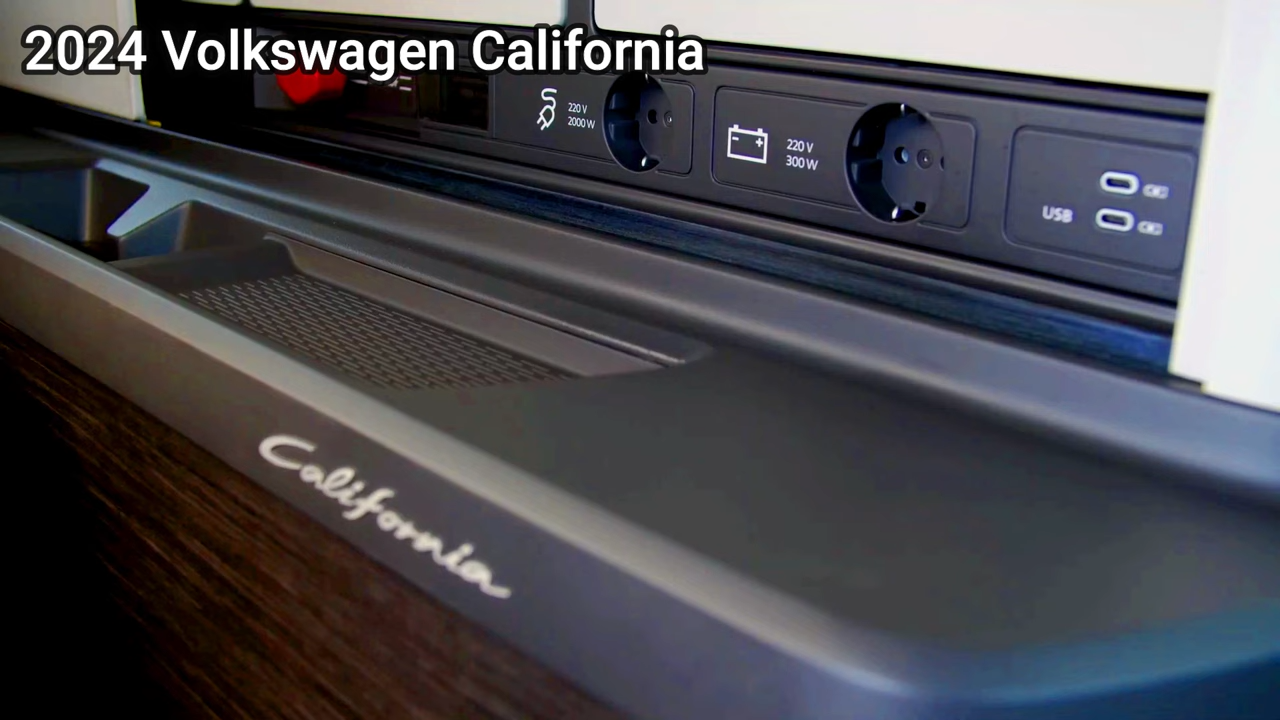 2024 Volkswagen California
220 V
2000 W
220 V
300 W
USB
California